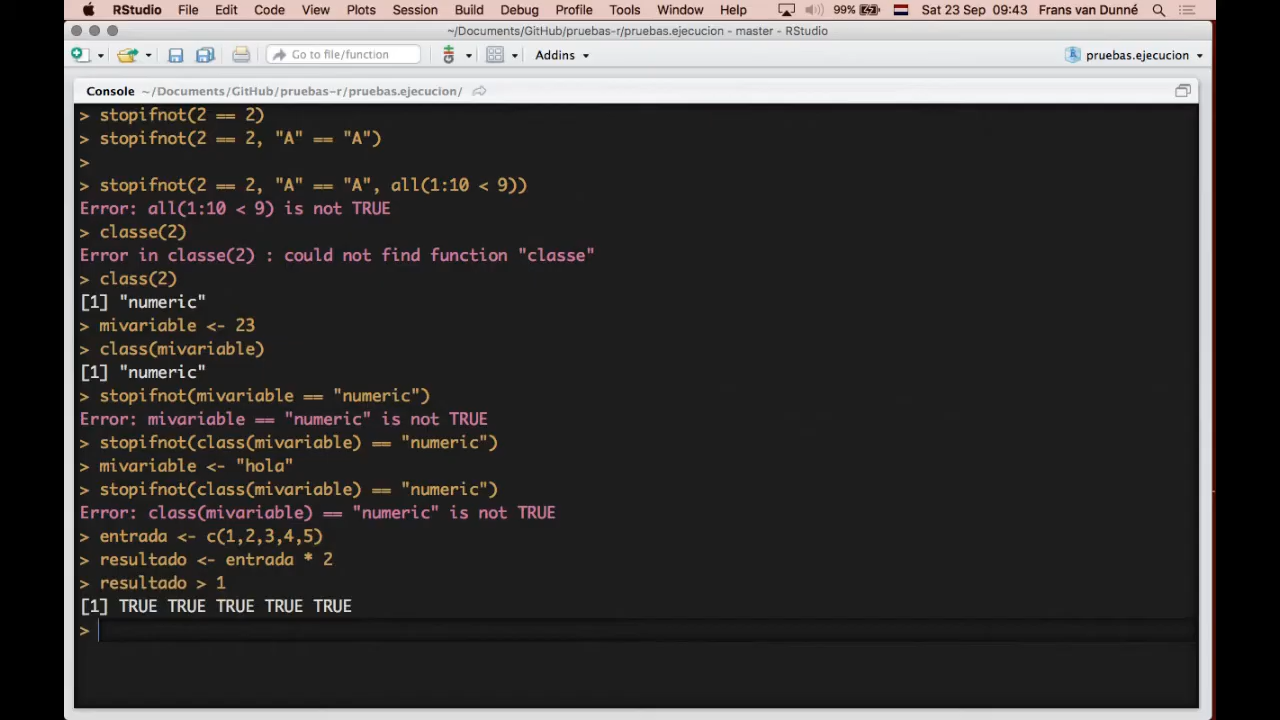 RStudio File Edit Code View Plots Session Build Debug Profile Tools Window Help 99% Sat 23 Sep 09:43 Frans van Dunné
~/Documents/GitHub/pruebas-r/pruebas.ejecucion - master - RStudio
Go to file/function Addins pruebas.ejecucion
Console ~/Documents/GitHub/pruebas-r/pruebas.ejecucion/
> stopifnot(2 == 2)
> stopifnot(2 == 2, "A" == "A")
>
> stopifnot(2 == 2, "A" == "A", all(1:10 < 9))
Error: all(1:10 < 9) is not TRUE
> classe(2)
Error in classe(2) : could not find function "classe"
> class(2)
[1] "numeric"
> mivariable <- 23
> class(mivariable)
[1] "numeric"
> stopifnot(mivariable == "numeric")
Error: mivariable == "numeric" is not TRUE
> stopifnot(class(mivariable) == "numeric")
> mivariable <- "hola"
> stopifnot(class(mivariable) == "numeric")
Error: class(mivariable) == "numeric" is not TRUE
> entrada <- c(1,2,3,4,5)
> resultado <- entrada * 2
> resultado > 1
[1] TRUE TRUE TRUE TRUE TRUE
>